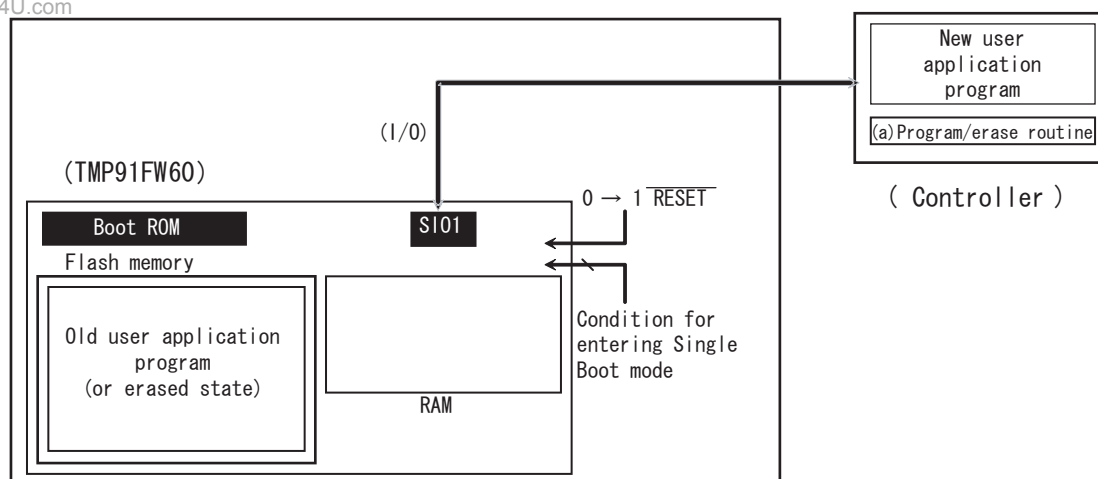 4U.com
New user
application
program
(a)Program/erase routine
( Controller )
(I/O)
(TMP91FW60)
0 → 1 RESET
Boot ROM
SIO1
Flash memory
Old user application
program
(or erased state)
Condition for
entering Single
Boot mode
RAM